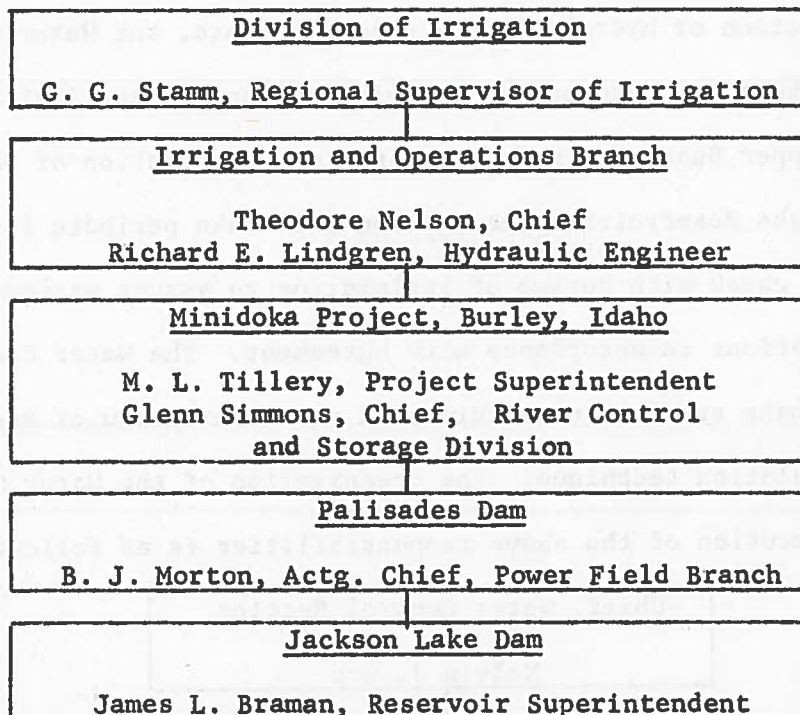 Division of Irrigation
G. G. Stamm, Regional Supervisor of Irrigation
Irrigation and Operations Branch
Theodore Nelson, Chief
Richard E. Lindgren, Hydraulic Engineer
Minidoka Project, Burley, Idaho
M. L. Tillery, Project Superintendent
Glenn Simmons, Chief, River Control
and Storage Division
Palisades Dam
B. J. Morton, Actg. Chief, Power Field Branch
Jackson Lake Dam
James L. Braman, Reservoir Superintendent